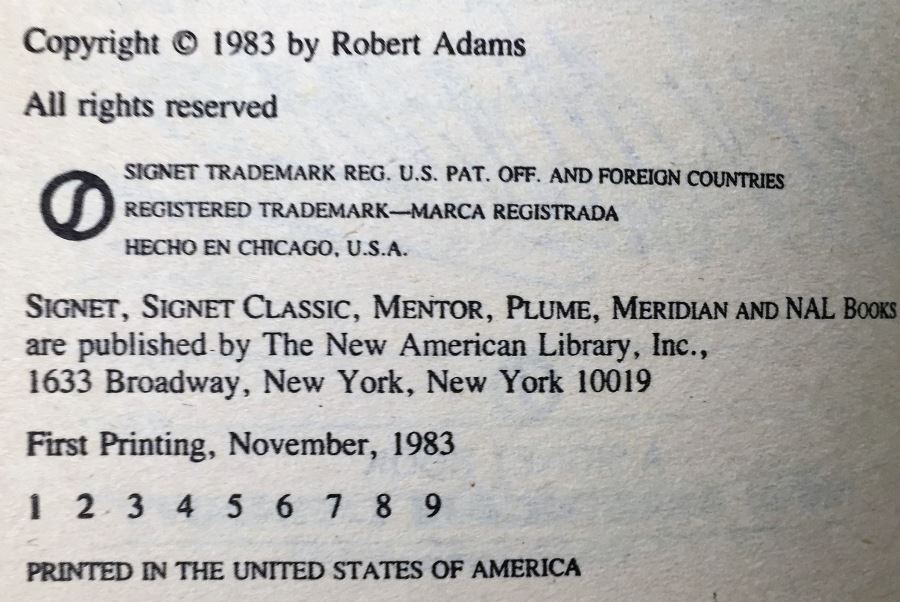 Copyright © 1983 by Robert Adams
All rights reserved
SIGNET TRADEMARK REG. U.S. PAT. OFF. AND FOREIGN COUNTRIES
REGISTERED TRADEMARK—MARCA REGISTRADA
HECHO EN CHICAGO, U.S.A.
SIGNET, SIGNET CLASSIC, MENTOR, PLUME, MERIDIAN AND NAL BOOKS
are published by The New American Library, Inc.,
1633 Broadway, New York, New York 10019
First Printing, November, 1983
1 2 3 4 5 6 7 8 9
PRINTED IN THE UNITED STATES OF AMERICA